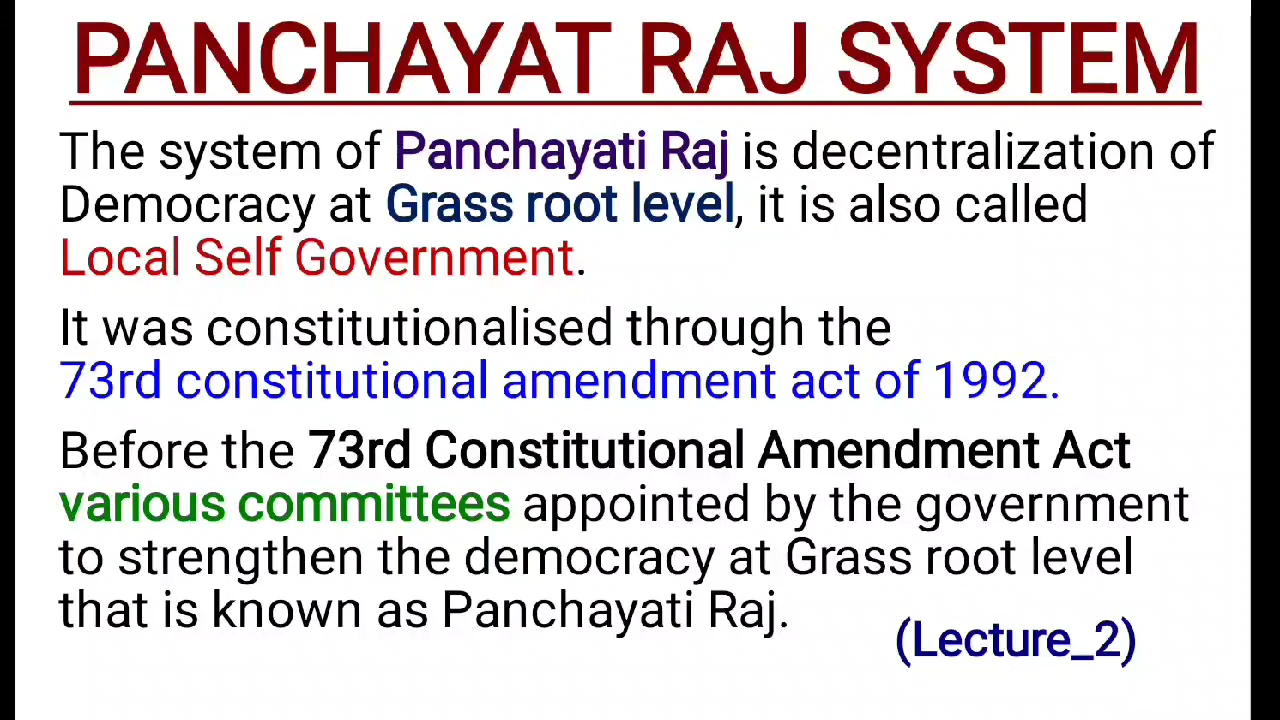 PANCHAYAT RAJ SYSTEM
The system of Panchayati Raj is decentralization of
Democracy at Grass root level, it is also called
Local Self Government.
It was constitutionalised through the
73rd constitutional amendment act of 1992.
Before the 73rd Constitutional Amendment Act
various committees appointed by the government
to strengthen the democracy at Grass root level
that is known as Panchayati Raj.
(Lecture_2)